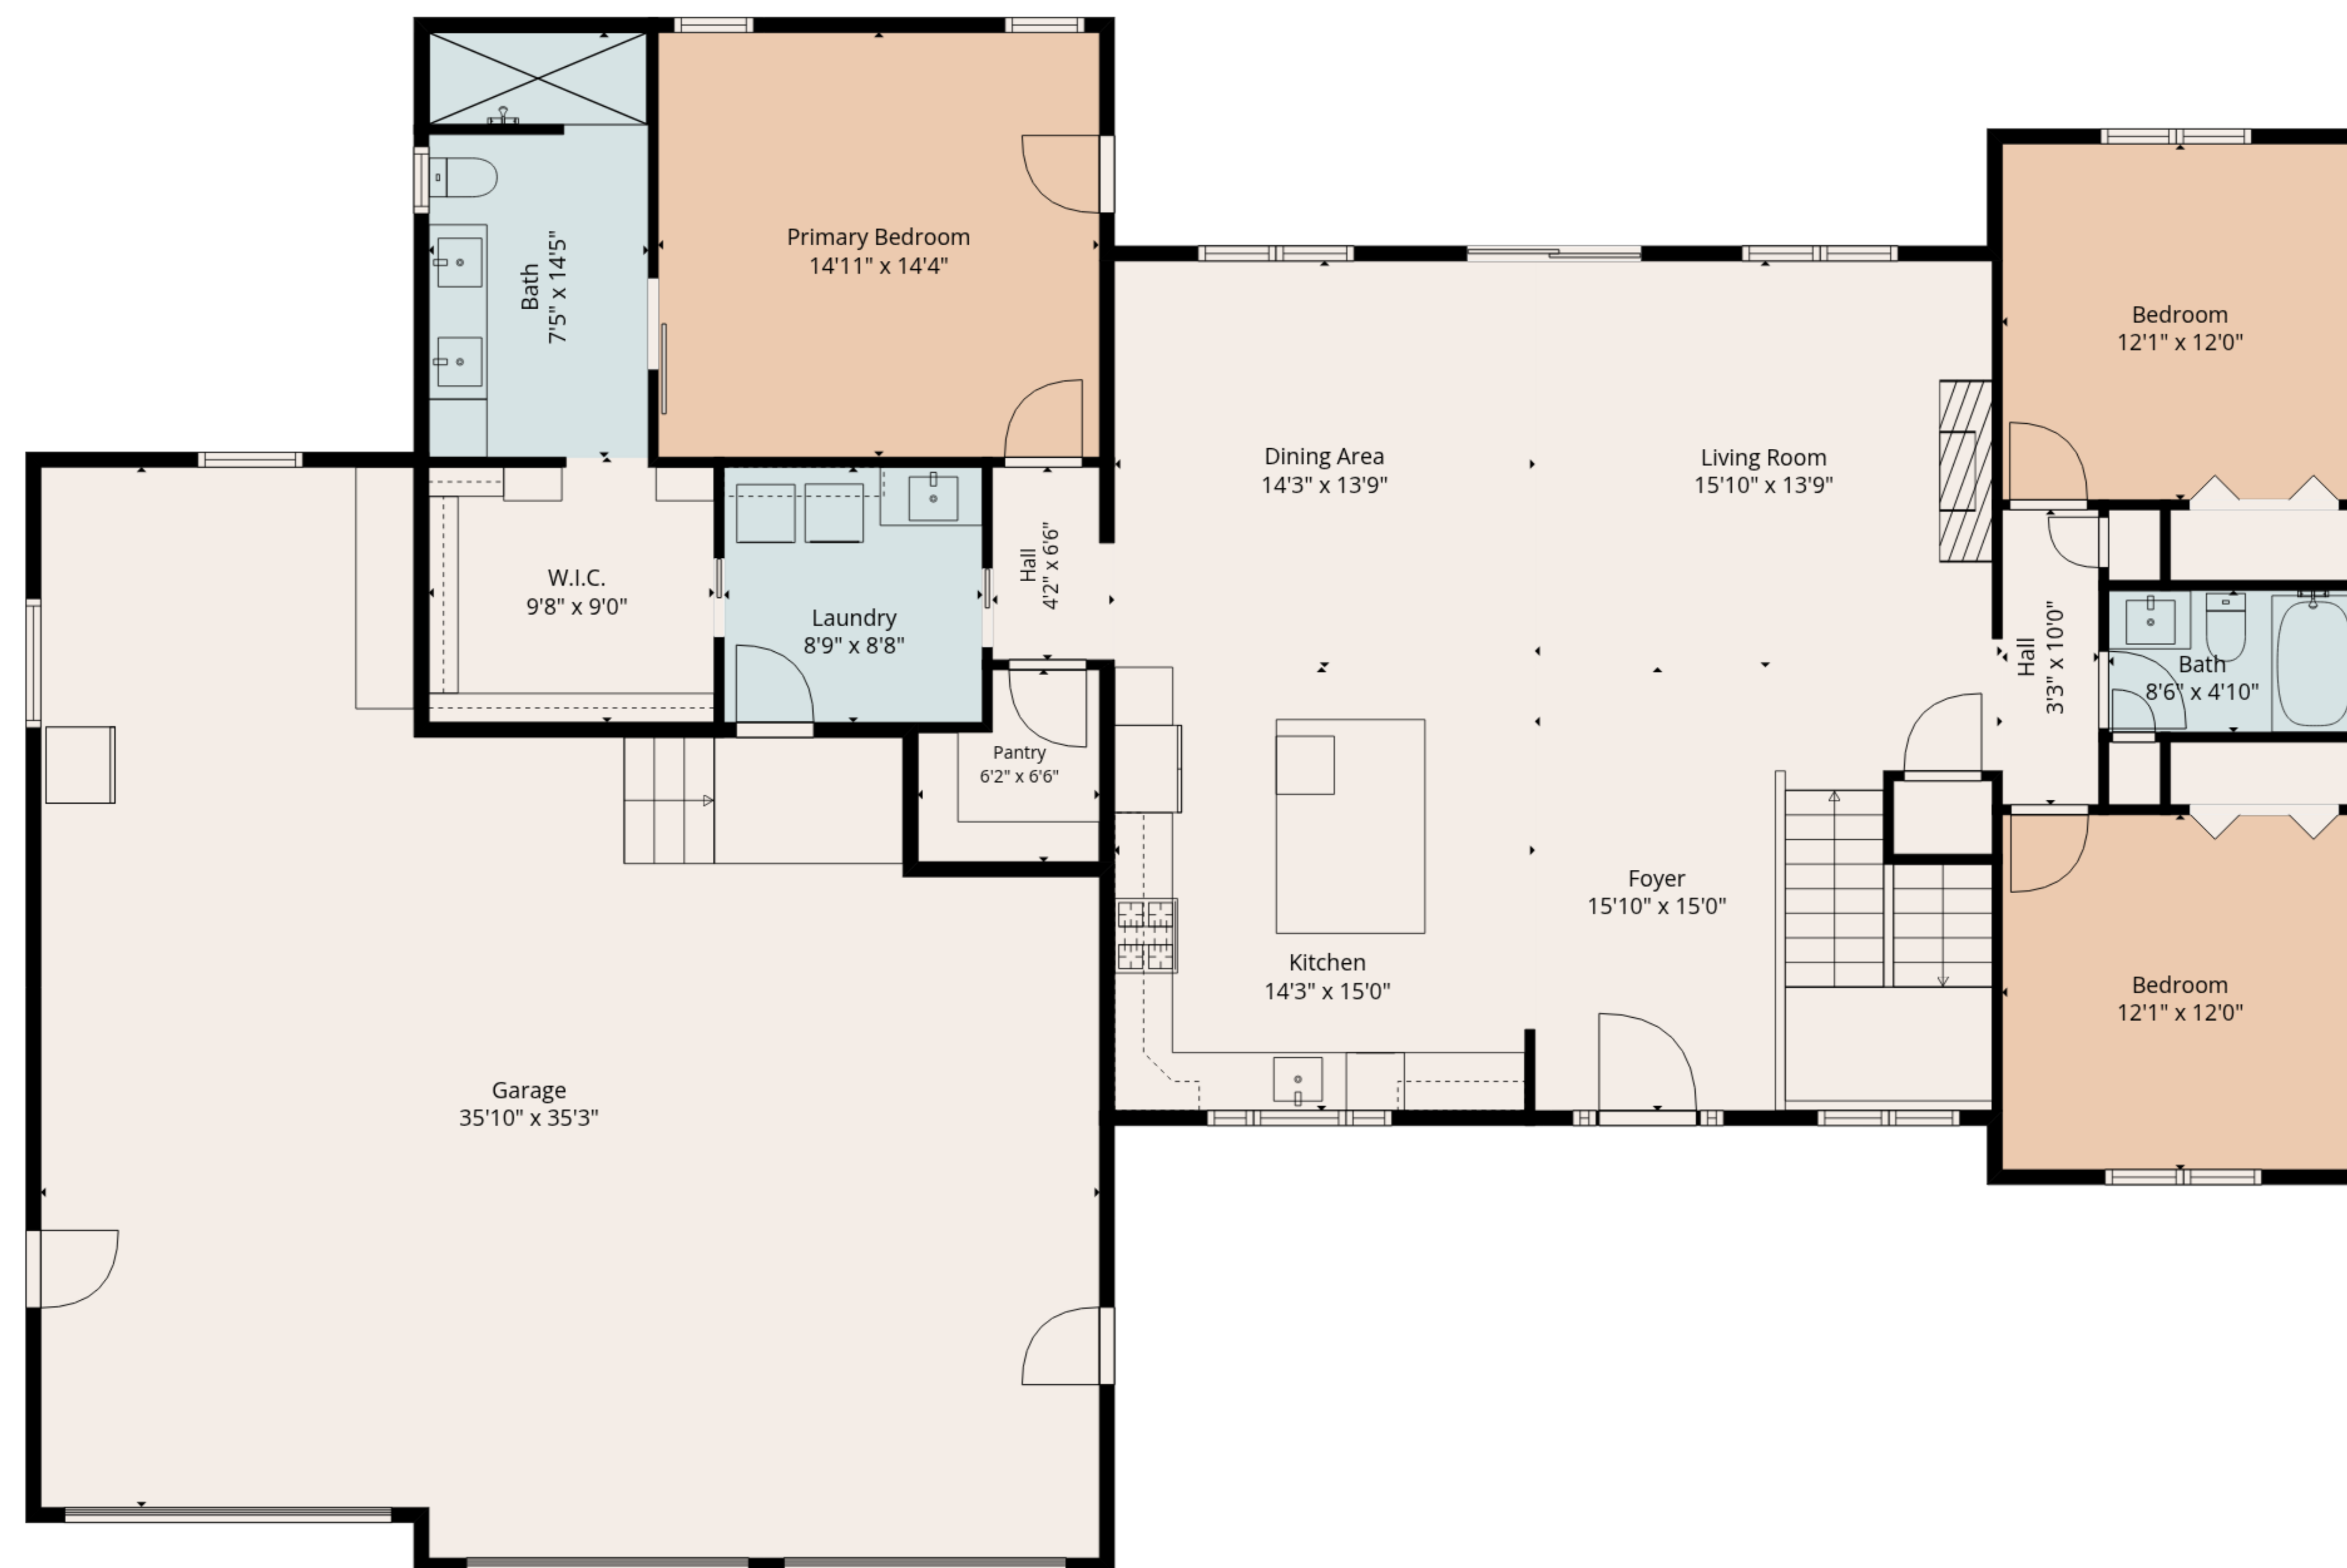 Primary Bedroom
14'11" x 14'4"
Bath
7'5" x 14'5"
Bedroom
12'1" x 12'0"
Dining Area
14'3" x 13'9"
Living Room
15'10" x 13'9"
W.I.C.
9'8" x 9'0"
Laundry
8'9" x 8'8"
Hall
4'2" x 6'6"
Hall
3'3" x 10'0"
Bath
8'6" x 4'10"
Pantry
6'2" x 6'6"
Foyer
15'10" x 15'0"
Kitchen
14'3" x 15'0"
Bedroom
12'1" x 12'0"
Garage
35'10" x 35'3"